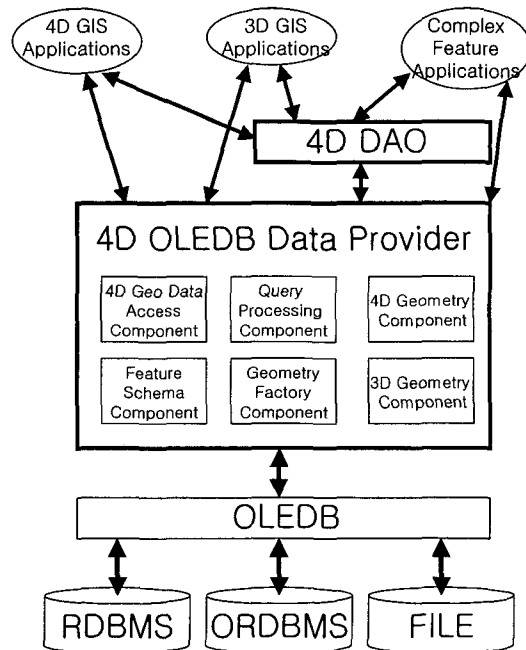 4D GIS
Applications
3D GIS
Applications
Complex
Feature
Applications
4D DAO
4D OLEDB Data Provider
4D Geo Data
Access
Component
Query
Processing
Component
4D Geometry
Component
Feature
Schema
Component
Geometry
Factory
Component
3D Geometry
Component
OLEDB
RDBMS
ORDBMS
FILE